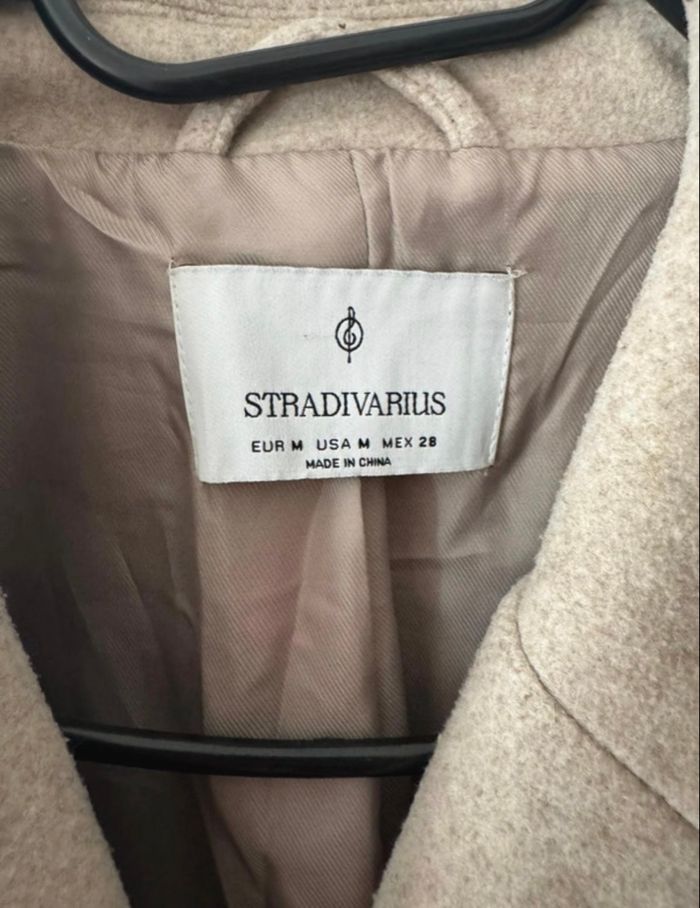 STRADIVARIUS
EUR M USA M MEX 28
MADE IN CHINA